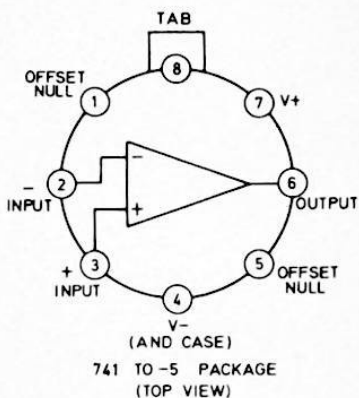 TAB
8
OFFSET
NULL
1
7
V+
-
2
INPUT
-
+
6
OUTPUT
3
+
INPUT
5
OFFSET
NULL
4
V-
(AND CASE)
741 TO -5 PACKAGE
(TOP VIEW)